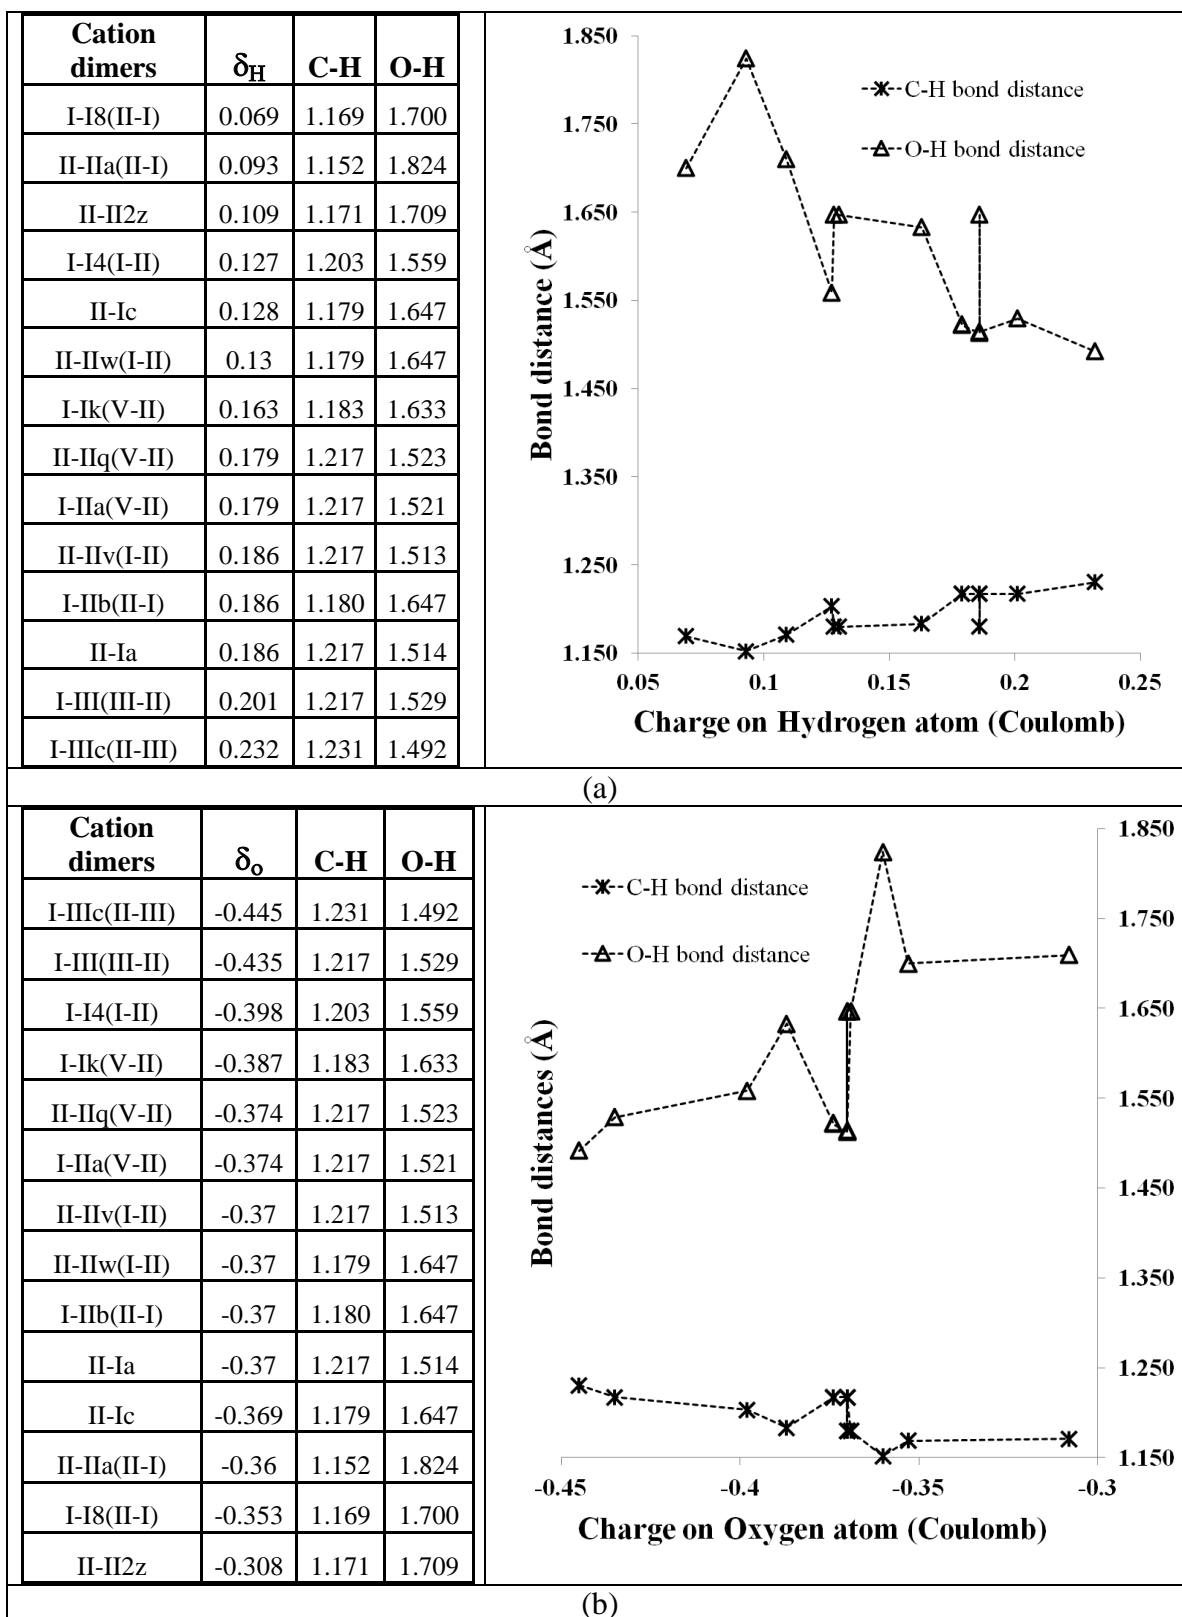 Cation dimers δH C-H O-H
I-I8(II-I) 0.069 1.169 1.700
II-IIa(II-I) 0.093 1.152 1.824
II-II2z 0.109 1.171 1.709
I-I4(I-II) 0.127 1.203 1.559
II-Ic 0.128 1.179 1.647
II-IIw(I-II) 0.13 1.179 1.647
I-Ik(V-II) 0.163 1.183 1.633
II-IIq(V-II) 0.179 1.217 1.523
I-IIa(V-II) 0.179 1.217 1.521
II-IIv(I-II) 0.186 1.217 1.513
I-IIb(II-I) 0.186 1.180 1.647
II-Ia 0.186 1.217 1.514
I-III(III-II) 0.201 1.217 1.529
I-IIIc(II-III) 0.232 1.231 1.492
Bond distance (Å)
1.850
1.750
1.650
1.550
1.450
1.350
1.250
1.150
C-H bond distance
O-H bond distance
0.05 0.1 0.15 0.2 0.25
Charge on Hydrogen atom (Coulomb)
(a)
Cation dimers δo C-H O-H
I-IIIc(II-III) -0.445 1.231 1.492
I-III(III-II) -0.435 1.217 1.529
I-I4(I-II) -0.398 1.203 1.559
I-Ik(V-II) -0.387 1.183 1.633
II-IIq(V-II) -0.374 1.217 1.523
I-IIa(V-II) -0.374 1.217 1.521
II-IIv(I-II) -0.37 1.217 1.513
II-IIw(I-II) -0.37 1.179 1.647
I-IIb(II-I) -0.37 1.180 1.647
II-Ia -0.37 1.217 1.514
II-Ic -0.369 1.179 1.647
II-IIa(II-I) -0.36 1.152 1.824
I-I8(II-I) -0.353 1.169 1.700
II-II2z -0.308 1.171 1.709
Bond distances (Å)
C-H bond distance
O-H bond distance
1.850
1.750
1.650
1.550
1.450
1.350
1.250
1.150
-0.45 -0.4 -0.35 -0.3
Charge on Oxygen atom (Coulomb)
(b)